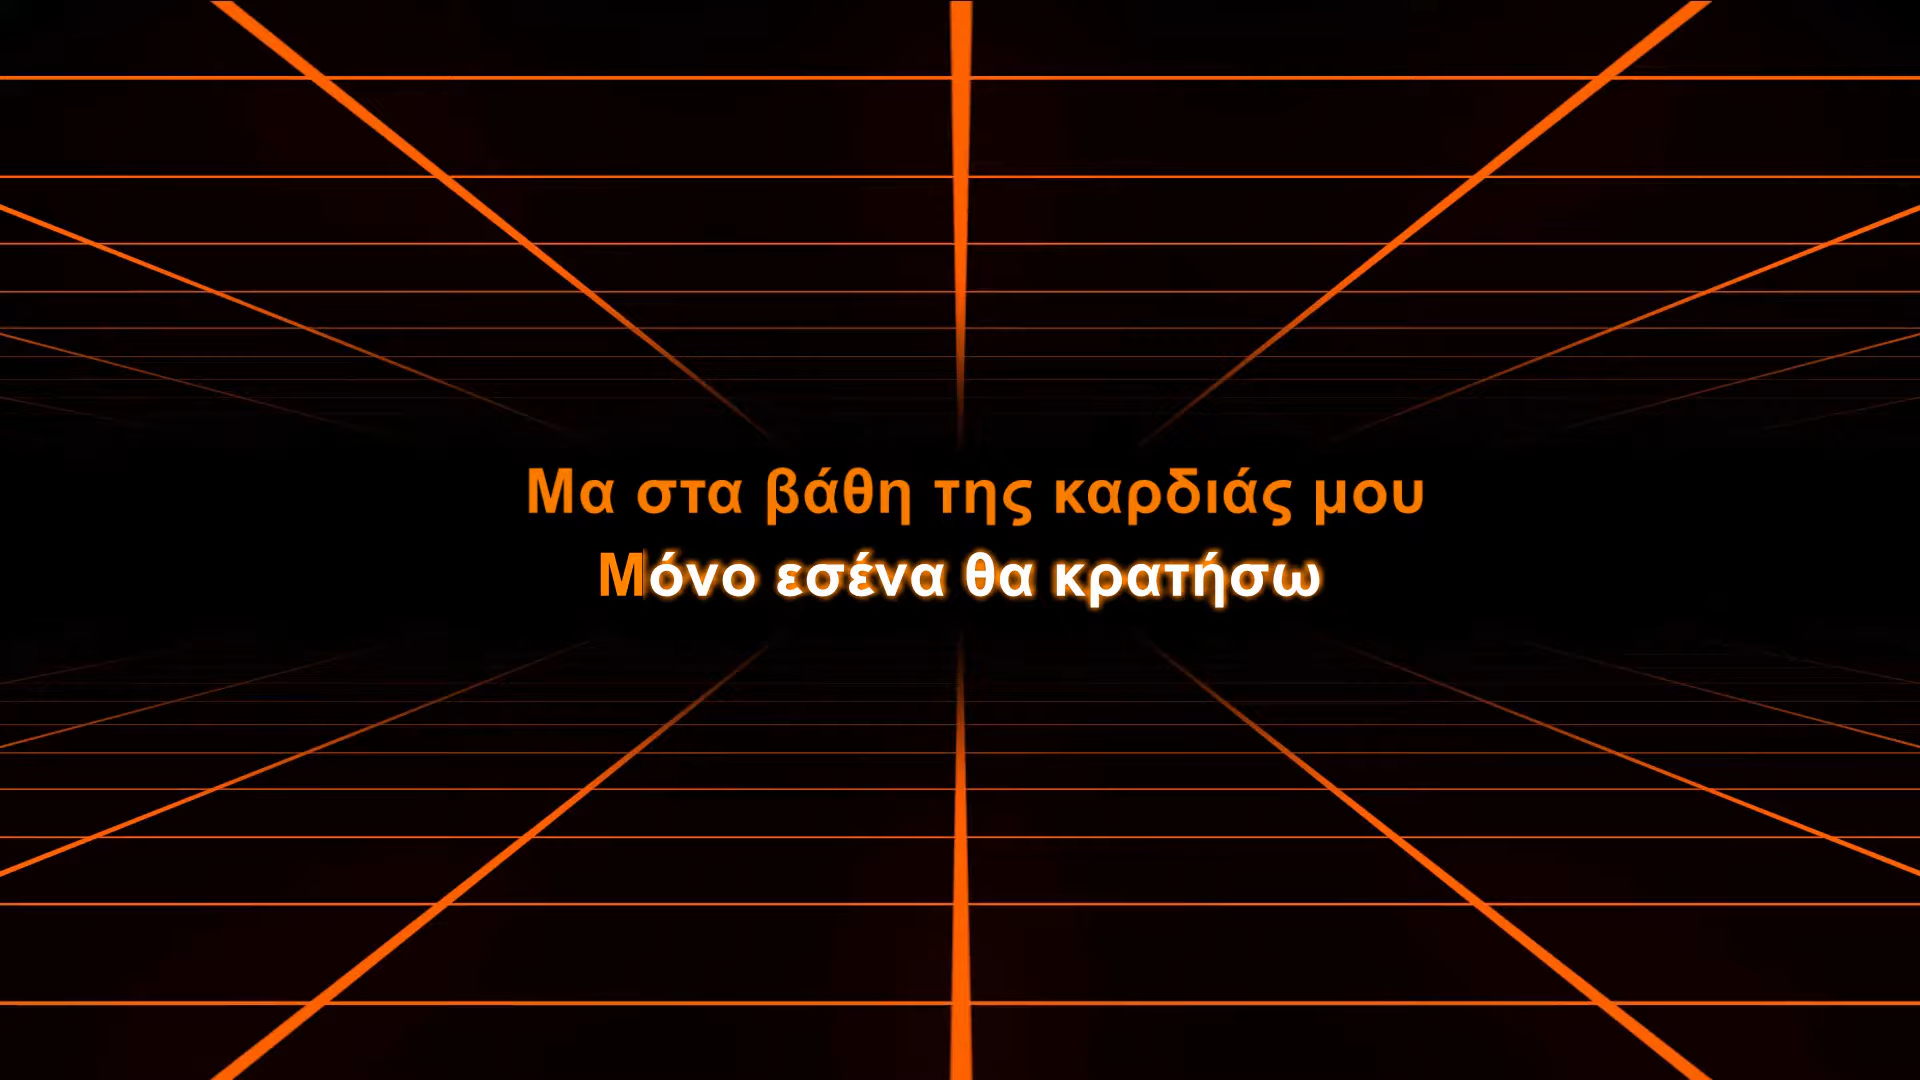 Μα στα βάθη της καρδιάς μου
Μόνο εσένα θα κρατήσω